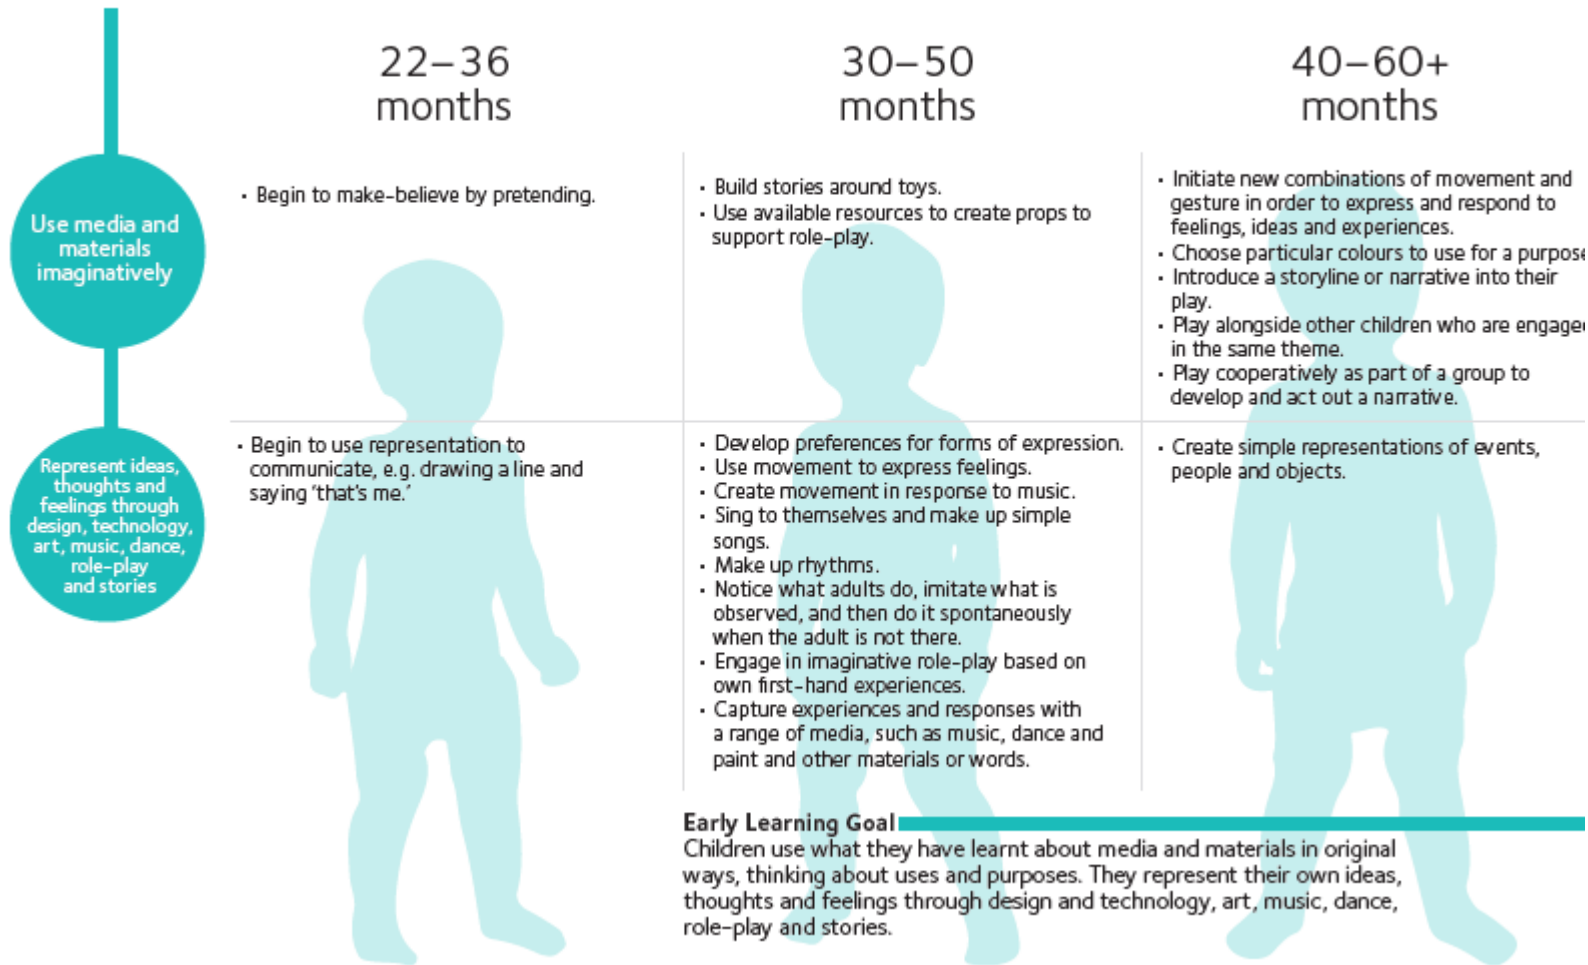 22–36
months
30–50
months
40–60+
months
Use media and
materials
imaginatively
• Begin to make-believe by pretending.
• Build stories around toys.
• Use available resources to create props to
support role-play.
• Initiate new combinations of movement and
gesture in order to express and respond to
feelings, ideas and experiences.
• Choose particular colours to use for a purpose
• Introduce a storyline or narrative into their
play.
• Play alongside other children who are engaged
in the same theme.
• Play cooperatively as part of a group to
develop and act out a narrative.
Represent ideas,
thoughts and
feelings through
design, technology,
art, music, dance,
role-play
and stories
• Begin to use representation to
communicate, e.g. drawing a line and
saying ‘that’s me.’
• Develop preferences for forms of expression.
• Use movement to express feelings.
• Create movement in response to music.
• Sing to themselves and make up simple
songs.
• Make up rhythms.
• Notice what adults do, imitate what is
observed, and then do it spontaneously
when the adult is not there.
• Engage in imaginative role-play based on
own first-hand experiences.
• Capture experiences and responses with
a range of media, such as music, dance and
paint and other materials or words.
• Create simple representations of events,
people and objects.
Early Learning Goal
Children use what they have learnt about media and materials in original
ways, thinking about uses and purposes. They represent their own ideas,
thoughts and feelings through design and technology, art, music, dance,
role-play and stories.